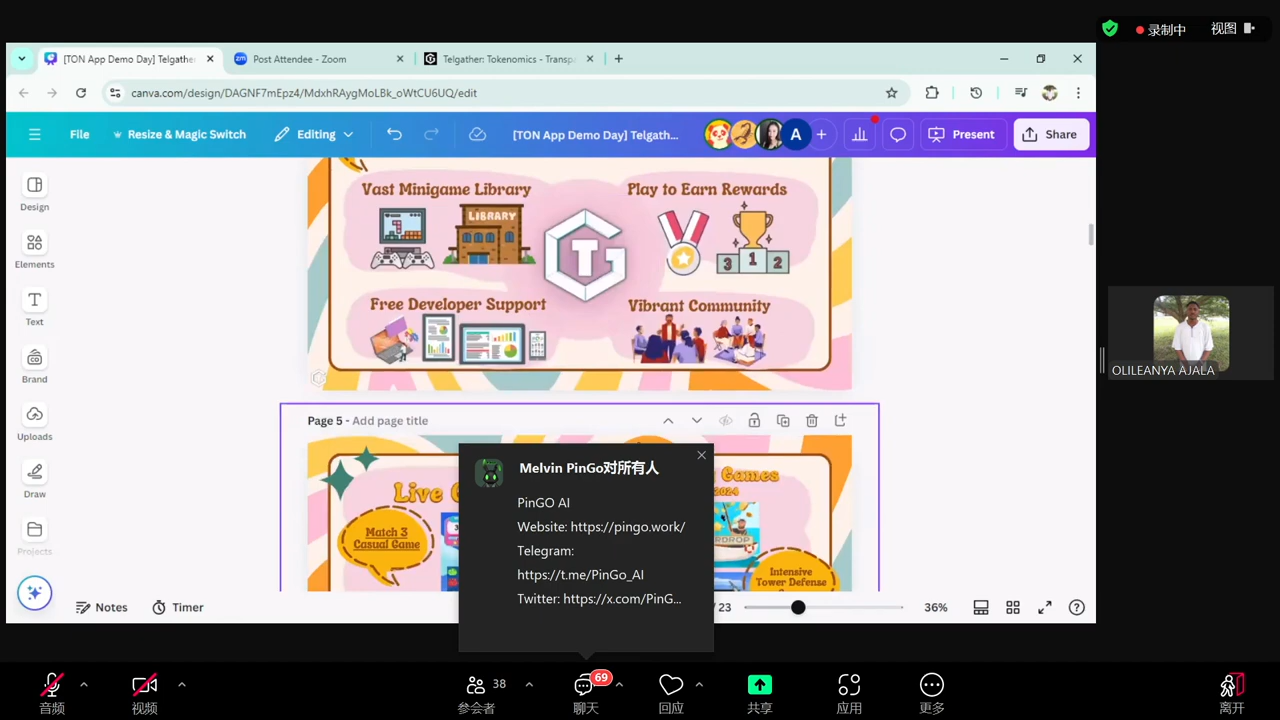 录制中
视图
[TON App Demo Day] Telgather
Post Attendee - Zoom
Telgather: Tokenomics - Transpa
canva.com/design/DAGNF7mEpz4/MdxhRAygMoLBk_oWtCU6UQ/edit
File
Resize & Magic Switch
Editing
[TON App Demo Day] Telgath...
A
Present
Share
Design
Elements
Text
Brand
Uploads
Draw
Projects
Vast Minigame Library
Play to Earn Rewards
LIBRARY
TG
3 1 2
Free Developer Support
Vibrant Community
Page 5 - Add page title
Live
Games
2024
Match 3
Casual Game
Intensive
Tower Defense
Melvin PinGo对所有人
PinGO AI
Website: https://pingo.work/
Telegram:
https://t.me/PinGo_AI
Twitter: https://x.com/PinG...
OLILEANYA AJALA
Notes
Timer
/ 23
36%
音频
视频
38
参会者
69
聊天
回应
共享
应用
更多
离开